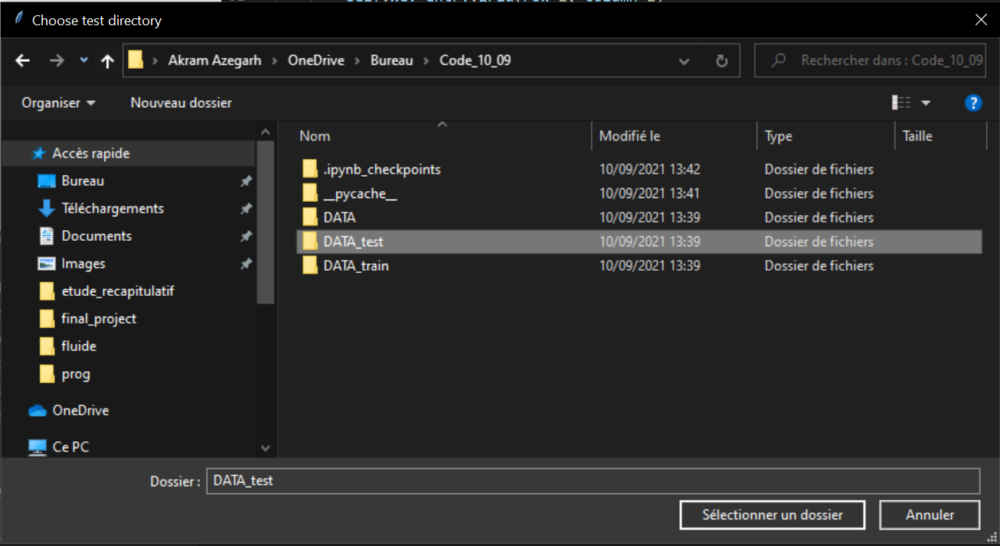 Choose test directory
Akram Azegarh > OneDrive > Bureau > Code_10_09
Rechercher dans : Code_10_09
Organiser
Nouveau dossier
?
Accès rapide
Bureau
Téléchargements
Documents
Images
etude_recapitulatif
final_project
fluide
prog
OneDrive
Ce PC
Nom Modifié le Type Taille
.ipynb_checkpoints 10/09/2021 13:42 Dossier de fichiers
__pycache__ 10/09/2021 13:41 Dossier de fichiers
DATA 10/09/2021 13:39 Dossier de fichiers
DATA_test 10/09/2021 13:39 Dossier de fichiers
DATA_train 10/09/2021 13:39 Dossier de fichiers
Dossier : DATA_test
Sélectionner un dossier
Annuler